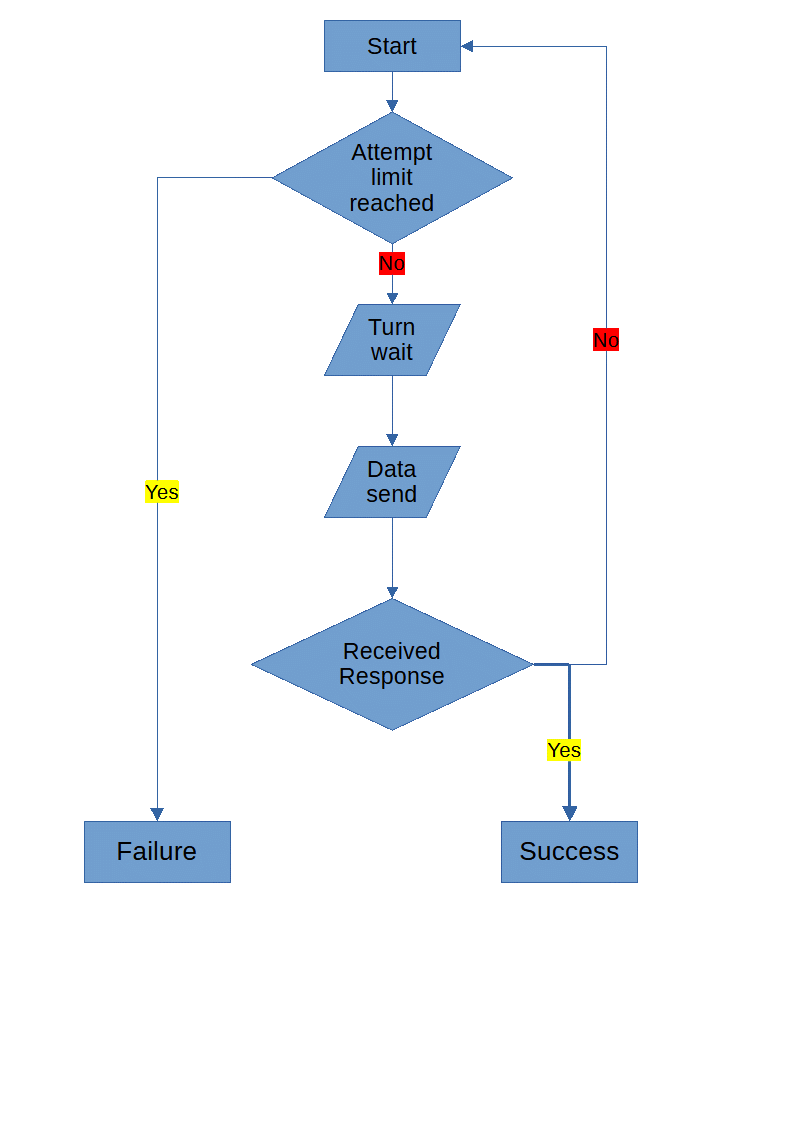 Start
Attempt
limit
reached
No
Turn
wait
No
Data
send
Yes
Received
Response
Yes
Failure
Success